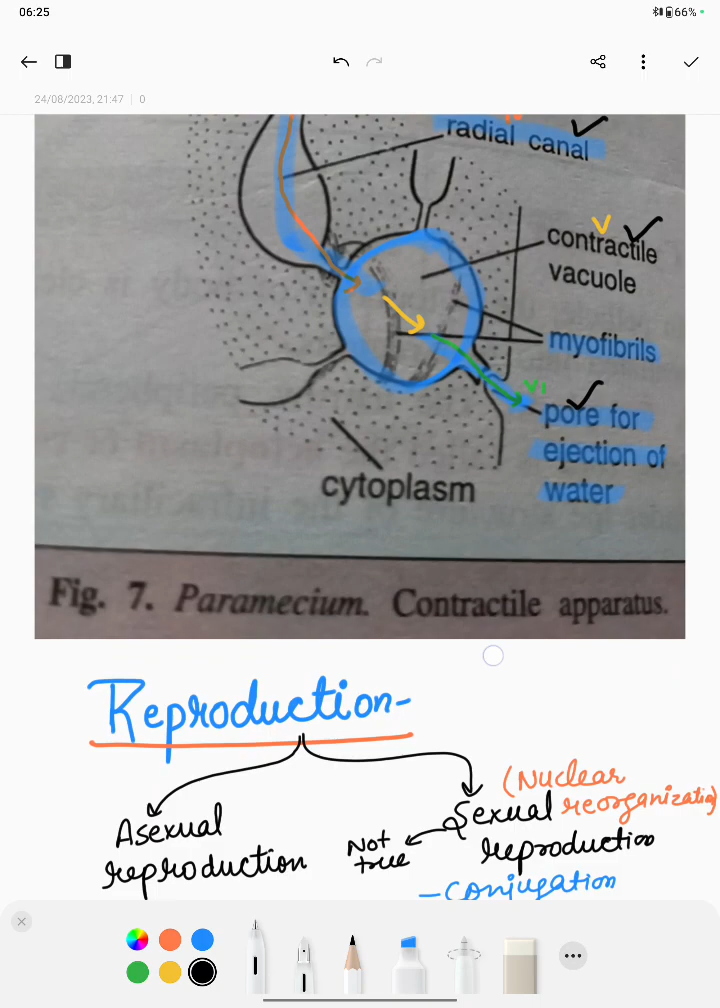 06:25
66%
24/08/2023, 21:47 | 0
radial canal
contractile
vacuole
myofibrils
pore for
ejection of
water
cytoplasm
Fig. 7. Paramecium. Contractile apparatus.
Reproduction-
(Nuclear
Asexual
Sexual reorganization)
reproduction
Not
true
reproduction
- Conjugation